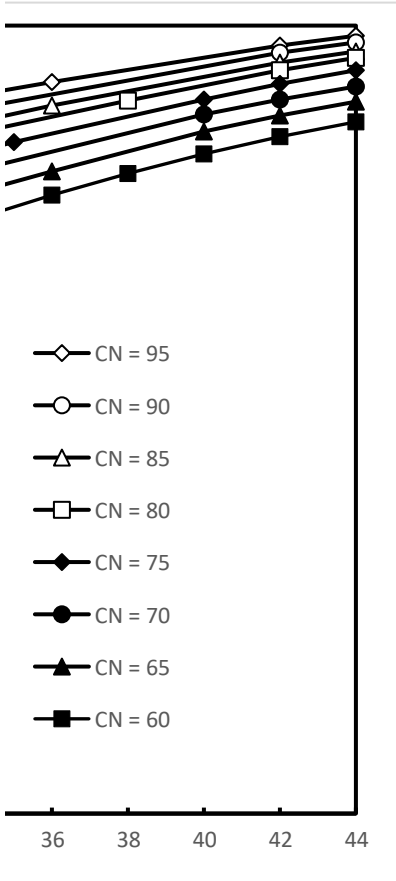 CN = 95
CN = 90
CN = 85
CN = 80
CN = 75
CN = 70
CN = 65
CN = 60
36 38 40 42 44